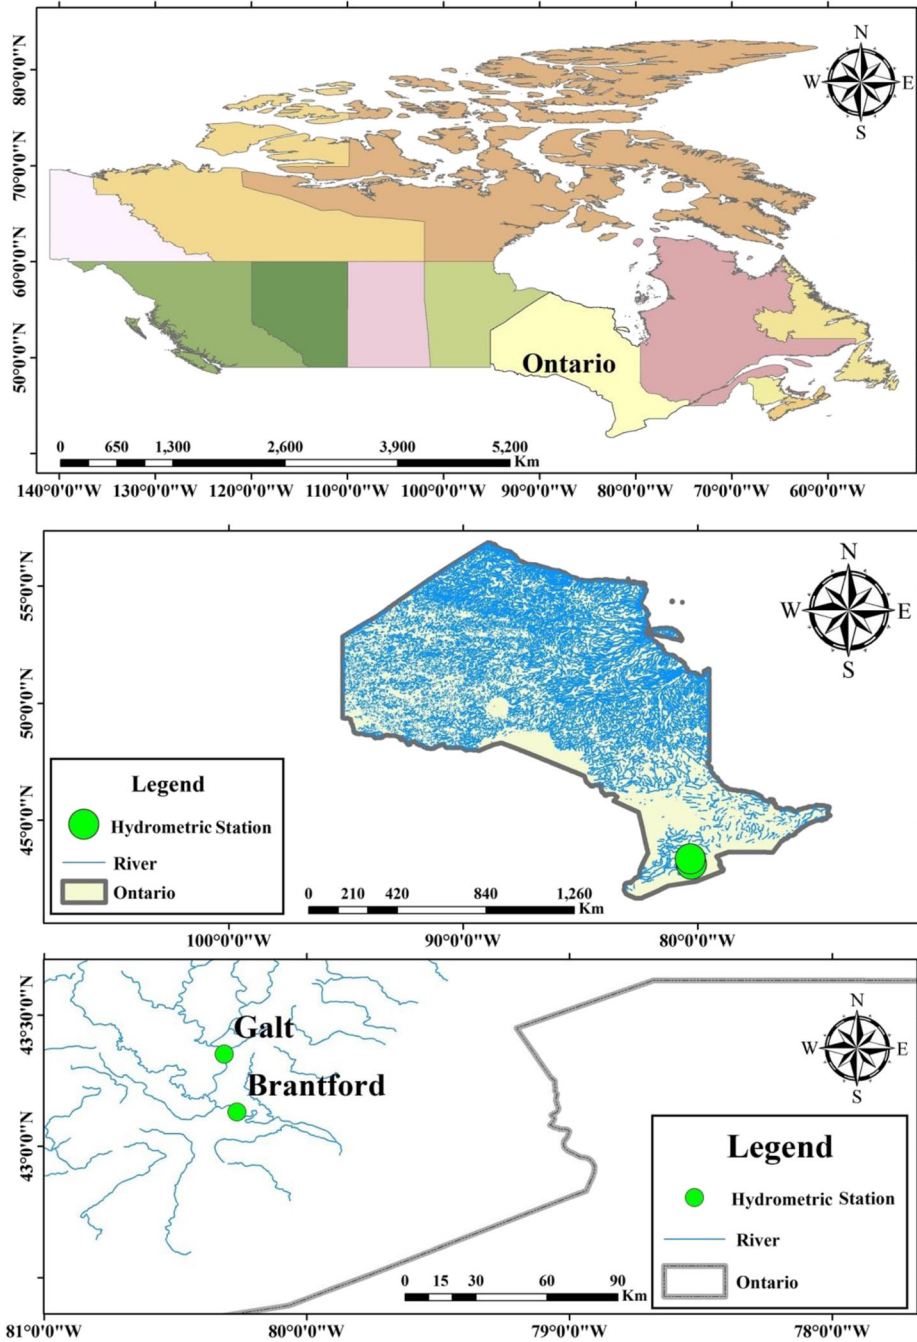 N
W E
S
80°0'0"N
70°0'0"N
60°0'0"N
50°0'0"N
Ontario
0 650 1,300 2,600 3,900 5,200
Km
140°0'0"W 130°0'0"W 120°0'0"W 110°0'0"W 100°0'0"W 90°0'0"W 80°0'0"W 70°0'0"W 60°0'0"W
N
W E
S
55°0'0"N
50°0'0"N
45°0'0"N
Legend
Hydrometric Station
River
Ontario
0 210 420 840 1,260
Km
100°0'0"W 90°0'0"W 80°0'0"W
N
W E
S
43°30'0"N
43°0'0"N
Galt
Brantford
Legend
Hydrometric Station
River
Ontario
0 15 30 60 90
Km
81°0'0"W 80°0'0"W 79°0'0"W 78°0'0"W